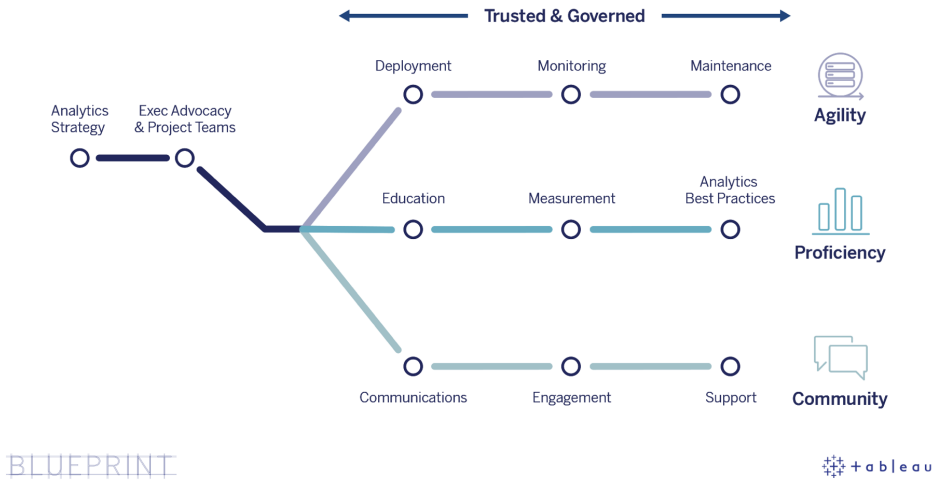 Trusted & Governed
Deployment
Monitoring
Maintenance
Agility
Analytics
Strategy
Exec Advocacy
& Project Teams
Education
Measurement
Analytics
Best Practices
Proficiency
Communications
Engagement
Support
Community
BLUEPRINT
+ableau